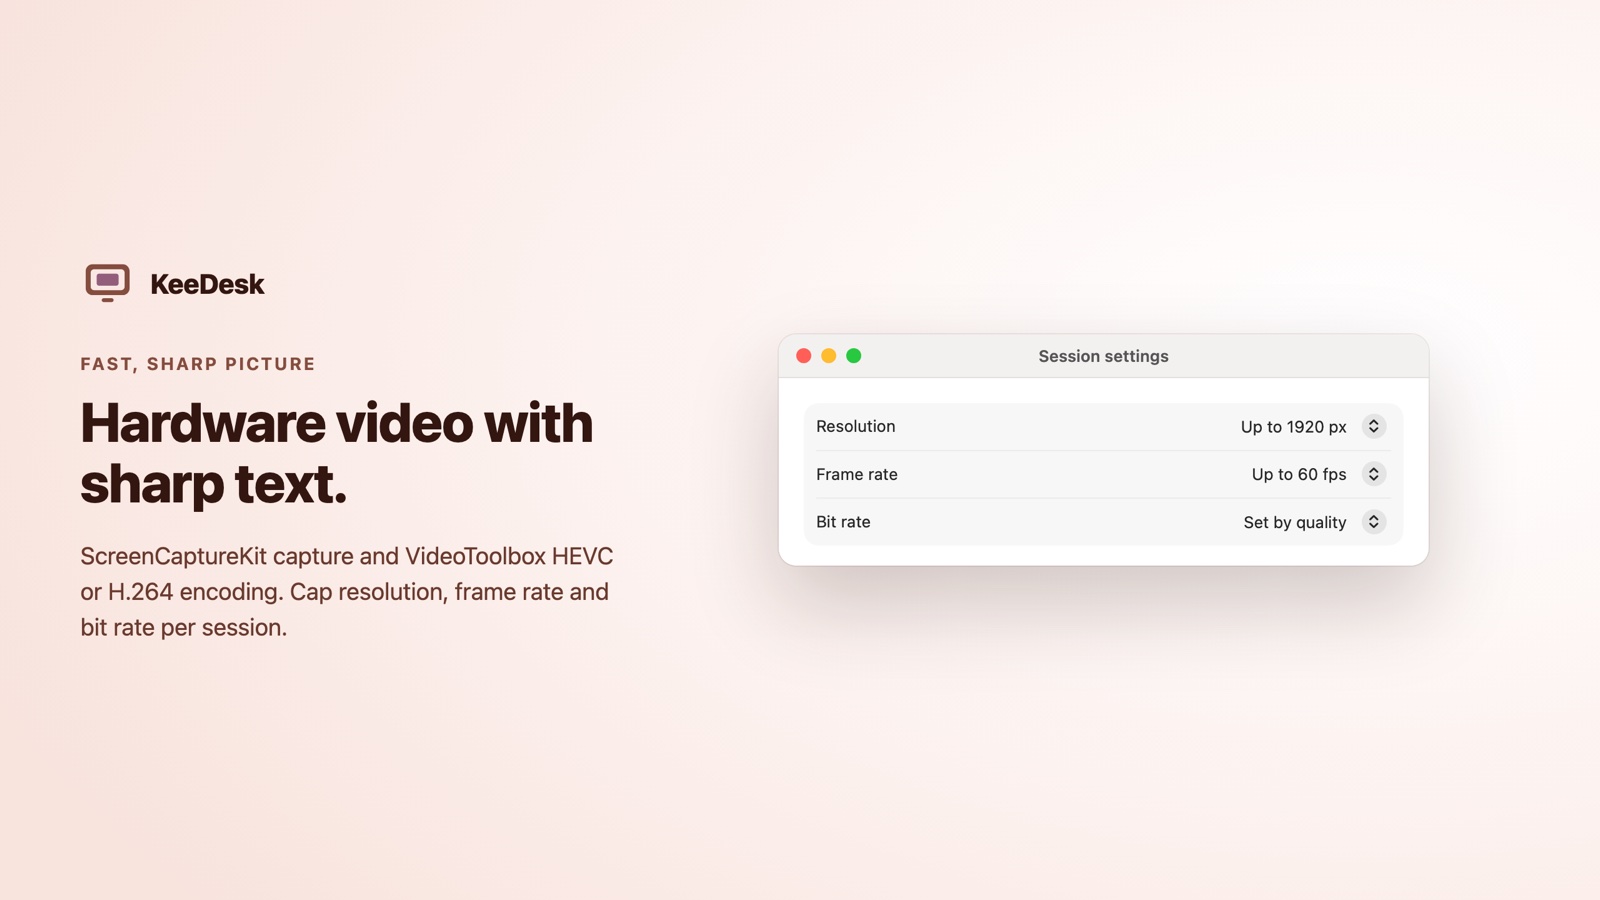 KeeDesk
FAST, SHARP PICTURE
Hardware video with
sharp text.
ScreenCaptureKit capture and VideoToolbox HEVC
or H.264 encoding. Cap resolution, frame rate and
bit rate per session.
Session settings
Resolution Up to 1920 px
Frame rate Up to 60 fps
Bit rate Set by quality